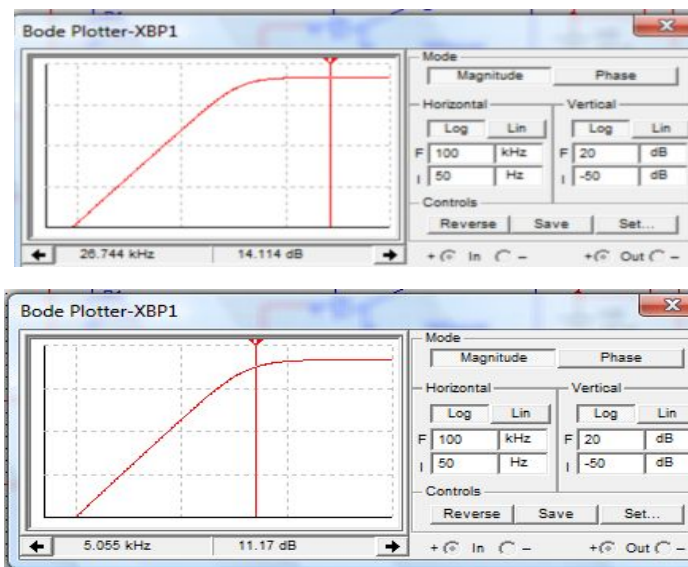 Bode Plotter-XBP1
Mode
Magnitude Phase
Horizontal Vertical
Log Lin Log Lin
F 100 kHz F 20 dB
I 50 Hz I -50 dB
Controls
Reverse Save Set...
26.744 kHz 14.114 dB
+ In - + Out -
Bode Plotter-XBP1
Mode
Magnitude Phase
Horizontal Vertical
Log Lin Log Lin
F 100 kHz F 20 dB
I 50 Hz I -50 dB
Controls
Reverse Save Set...
5.055 kHz 11.17 dB
+ In - + Out -